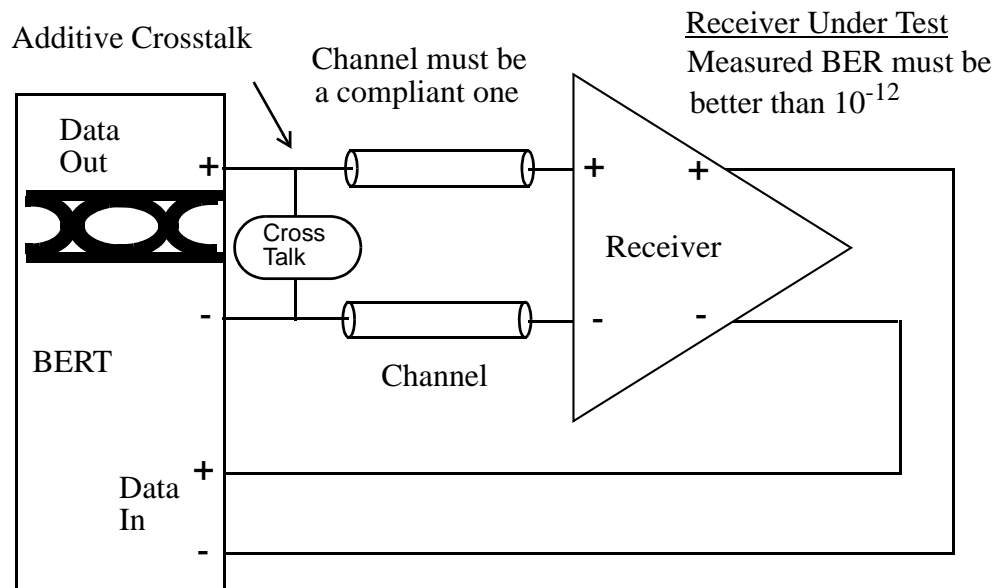 Additive Crosstalk
Channel must be
a compliant one
Receiver Under Test
Measured BER must be
better than 10-12
Data
Out
+
+
+
Cross
Talk
Receiver
-
-
-
BERT
Channel
+
Data
In
-